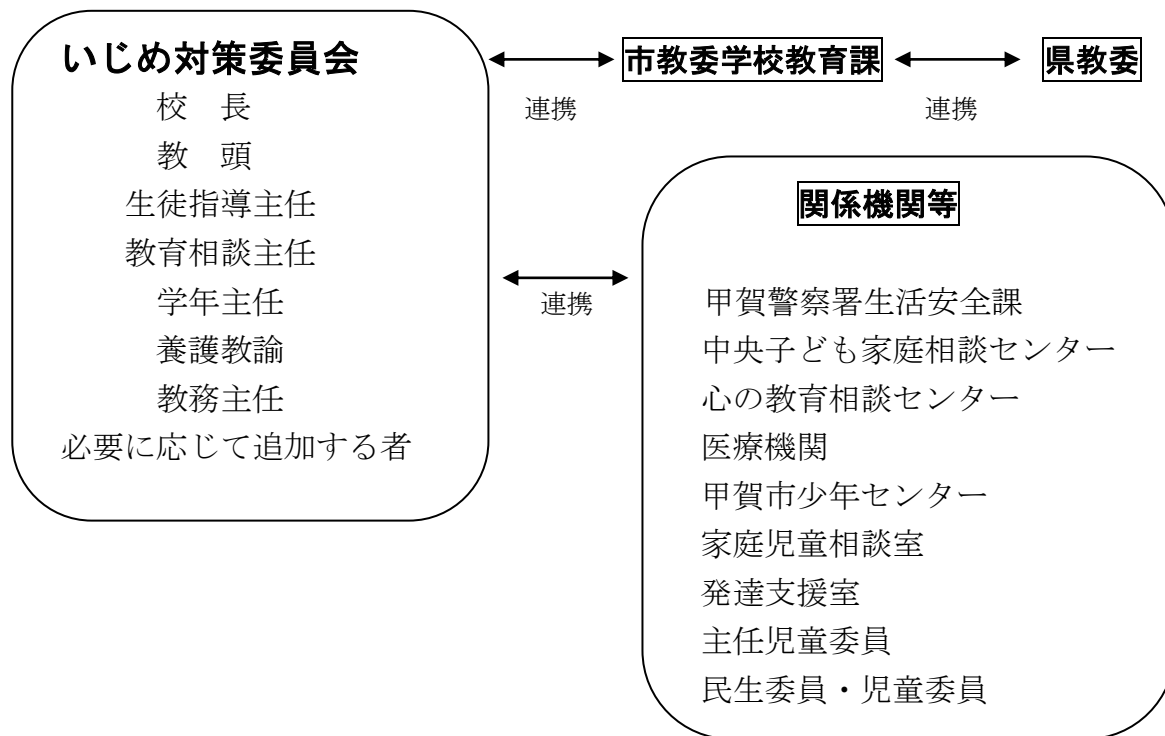 いじめ対策委員会
校　長
教　頭
生徒指導主任
教育相談主任
学年主任
養護教諭
教務主任
必要に応じて追加する者
連携
市教委学校教育課
連携
県教委
連携
関係機関等
甲賀警察署生活安全課
中央子ども家庭相談センター
心の教育相談センター
医療機関
甲賀市少年センター
家庭児童相談室
発達支援室
主任児童委員
民生委員・児童委員